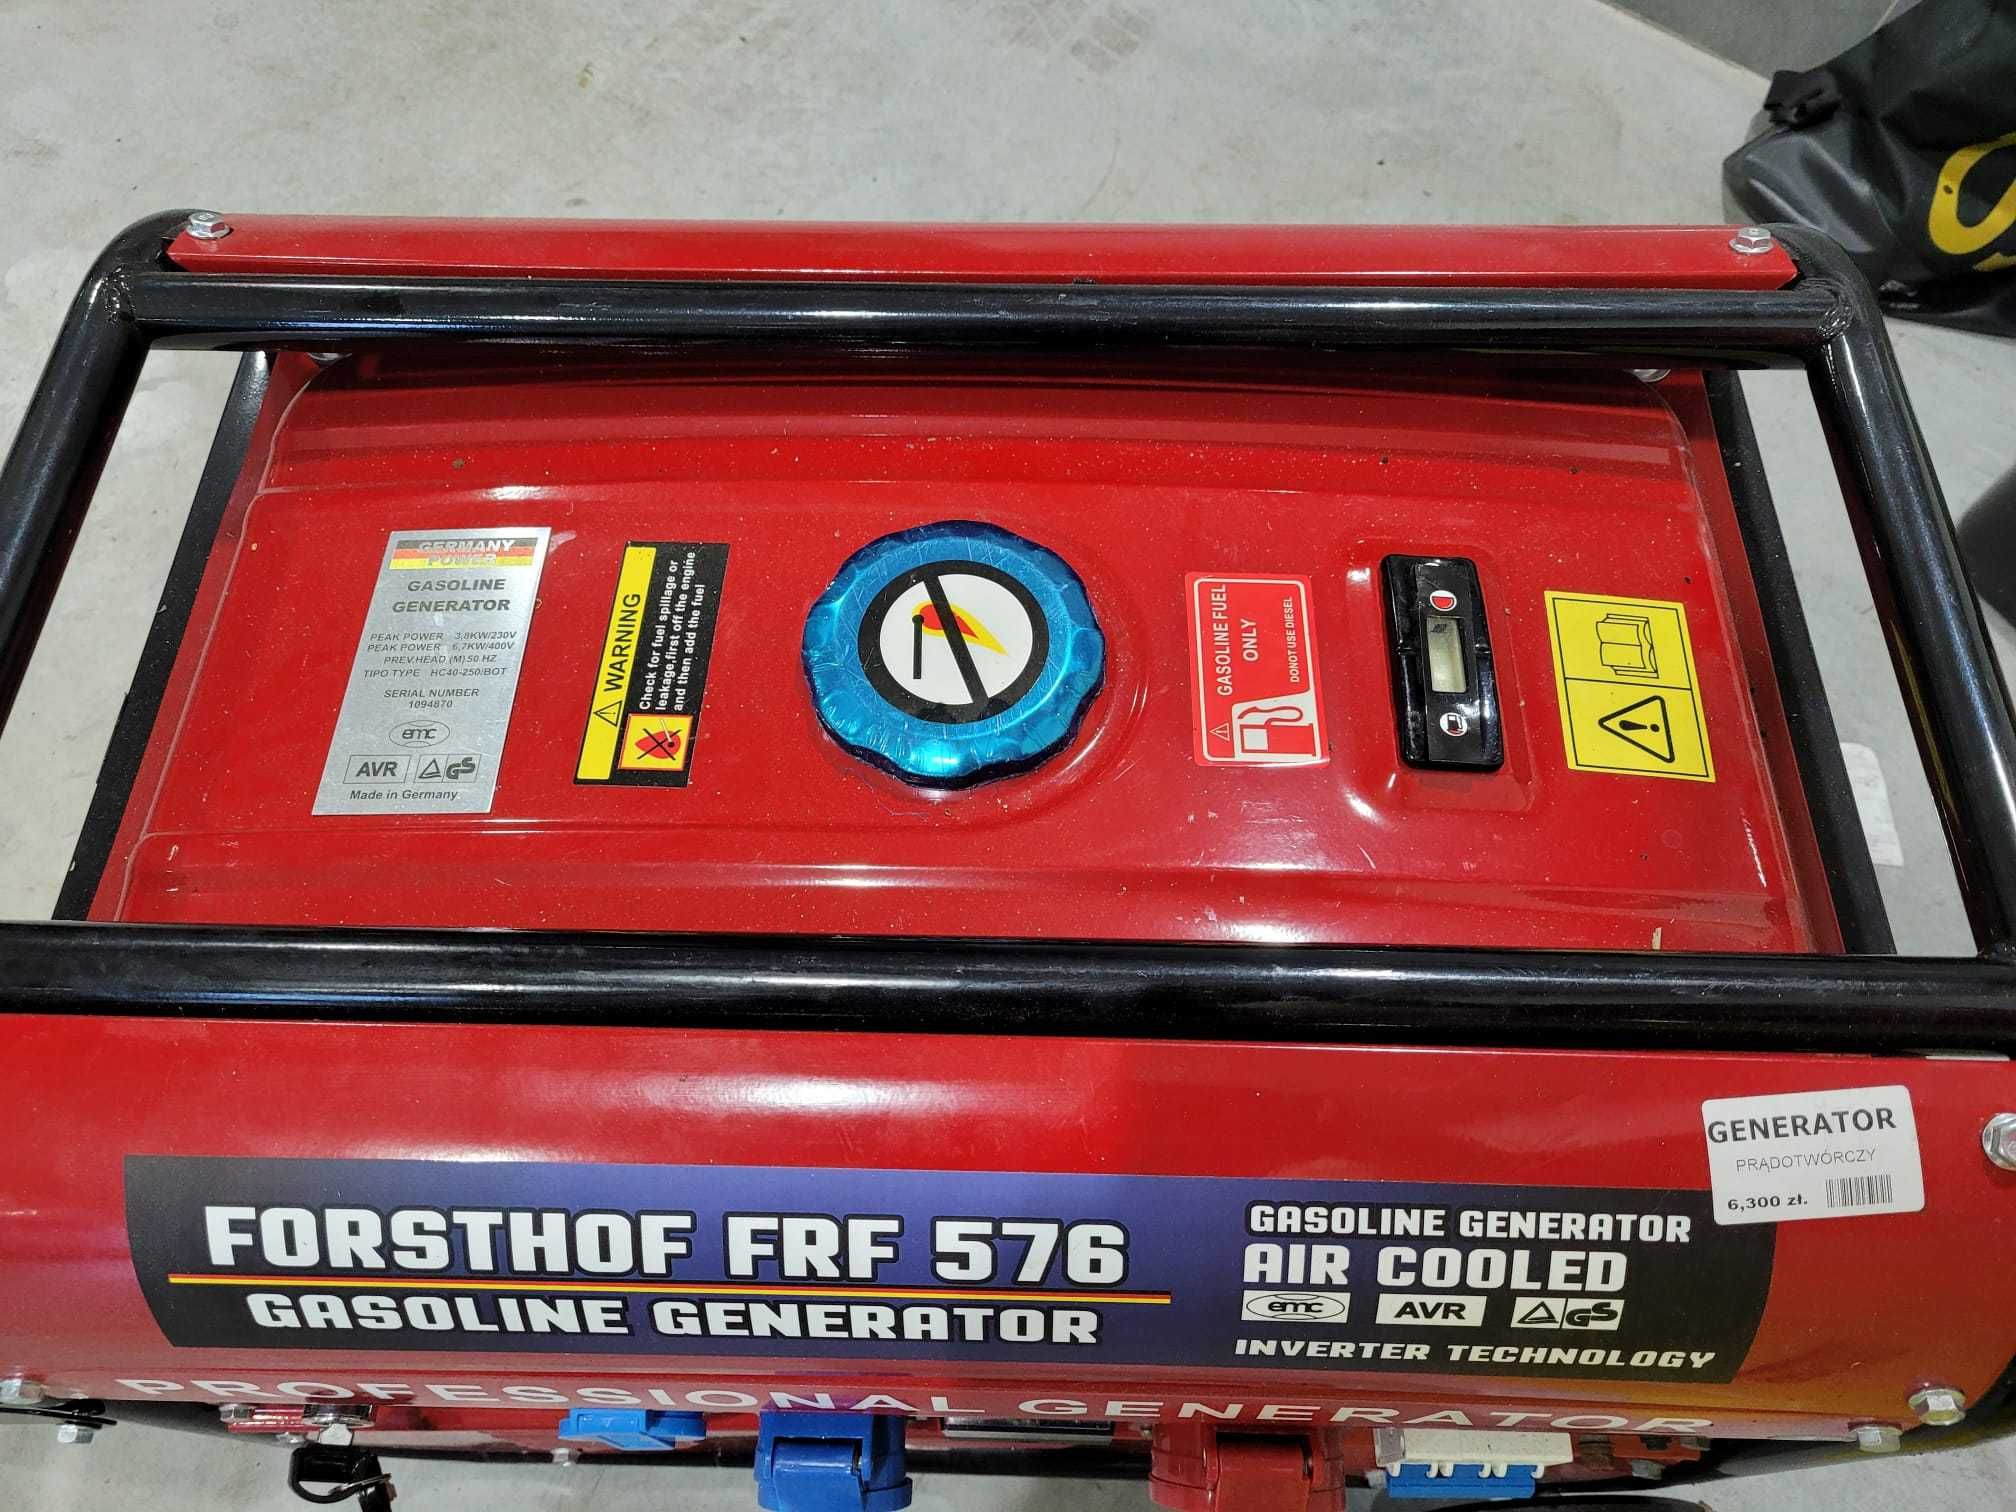 GERMANY
POWER
GASOLINE
GENERATOR
PEAK POWER 3,8KW/230V
PEAK POWER 6,7KW/400V
PREV.HEAD (M) 50 HZ
TIPO TYPE HC40-250/BOT
SERIAL NUMBER
1094870
emc
AVR GS
Made in Germany
WARNING
Check for fuel spillage or
leakage,first off the engine
and then add the fuel
GASOLINE FUEL
ONLY
DO NOT USE DIESEL
GENERATOR
PRĄDOTWÓRCZY
6,300 zł.
FORSTHOF FRF 576
GASOLINE GENERATOR
GASOLINE GENERATOR
AIR COOLED
emc AVR GS
INVERTER TECHNOLOGY
PROFESSIONAL GENERATOR